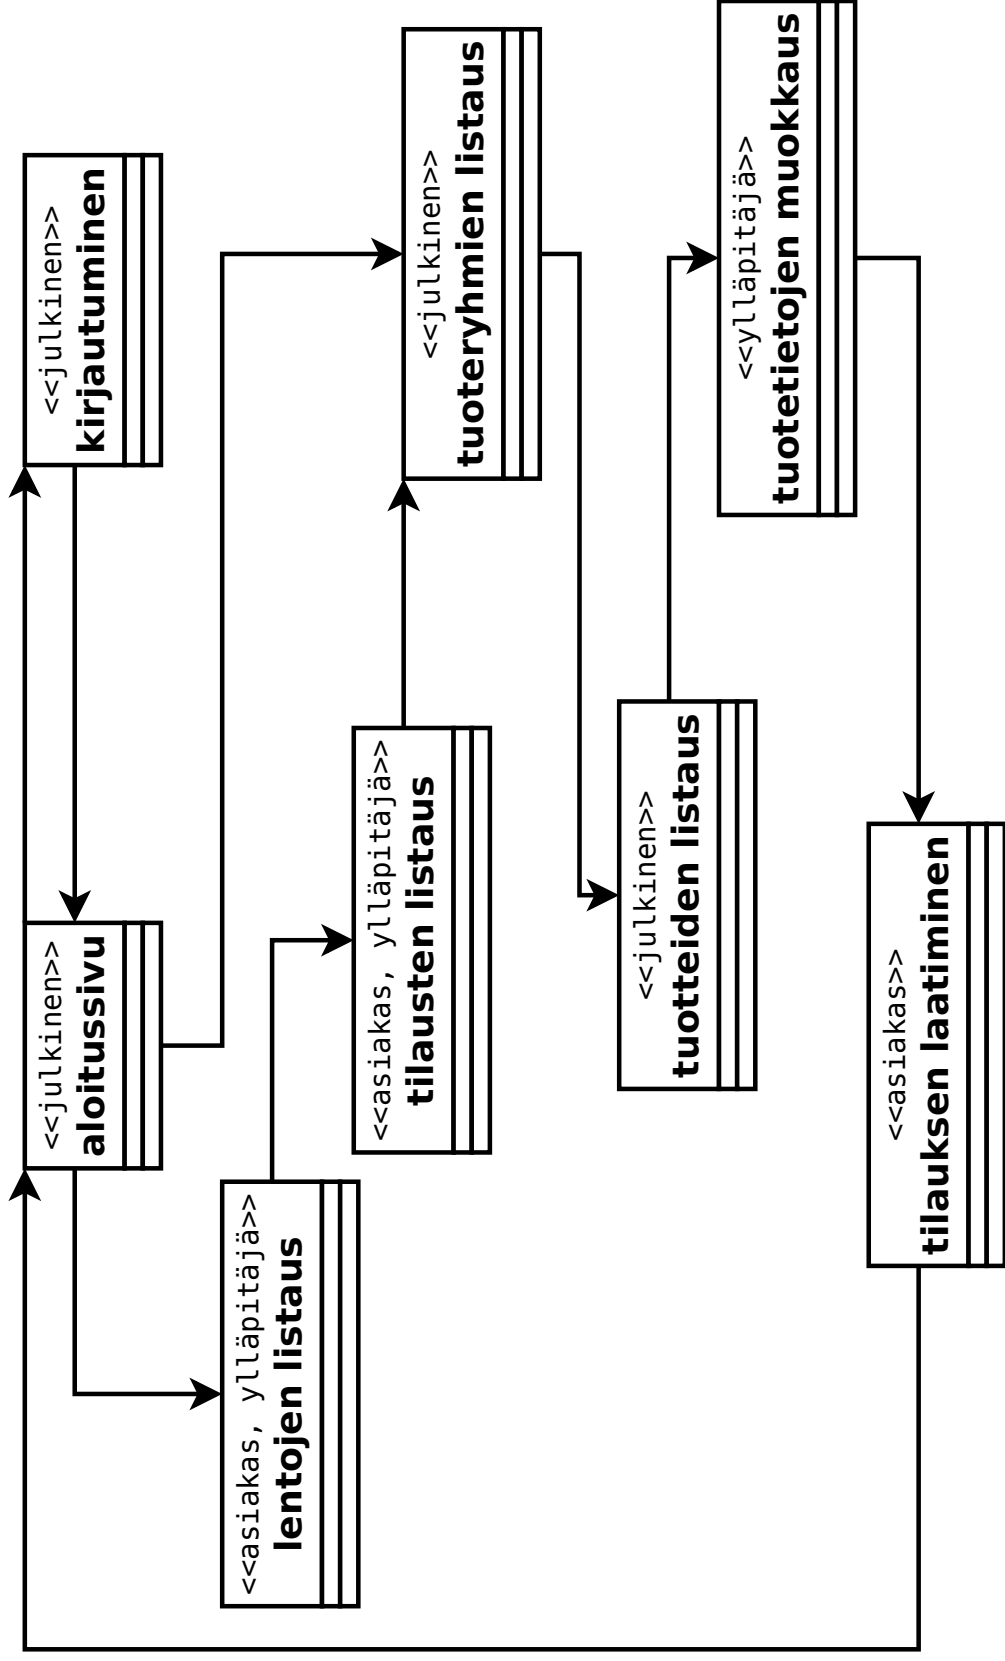 <<julkinen>>
aloitussivu
<<julkinen>>
kirjautuminen
<<asiakas, ylläpitäjä>>
lentojen listaus
<<asiakas, ylläpitäjä>>
tilausten listaus
<<julkinen>>
tuoteryhmien listaus
<<julkinen>>
tuotteiden listaus
<<ylläpitäjä>>
tuotetietojen muokkaus
<<asiakas>>
tilauksen laatiminen